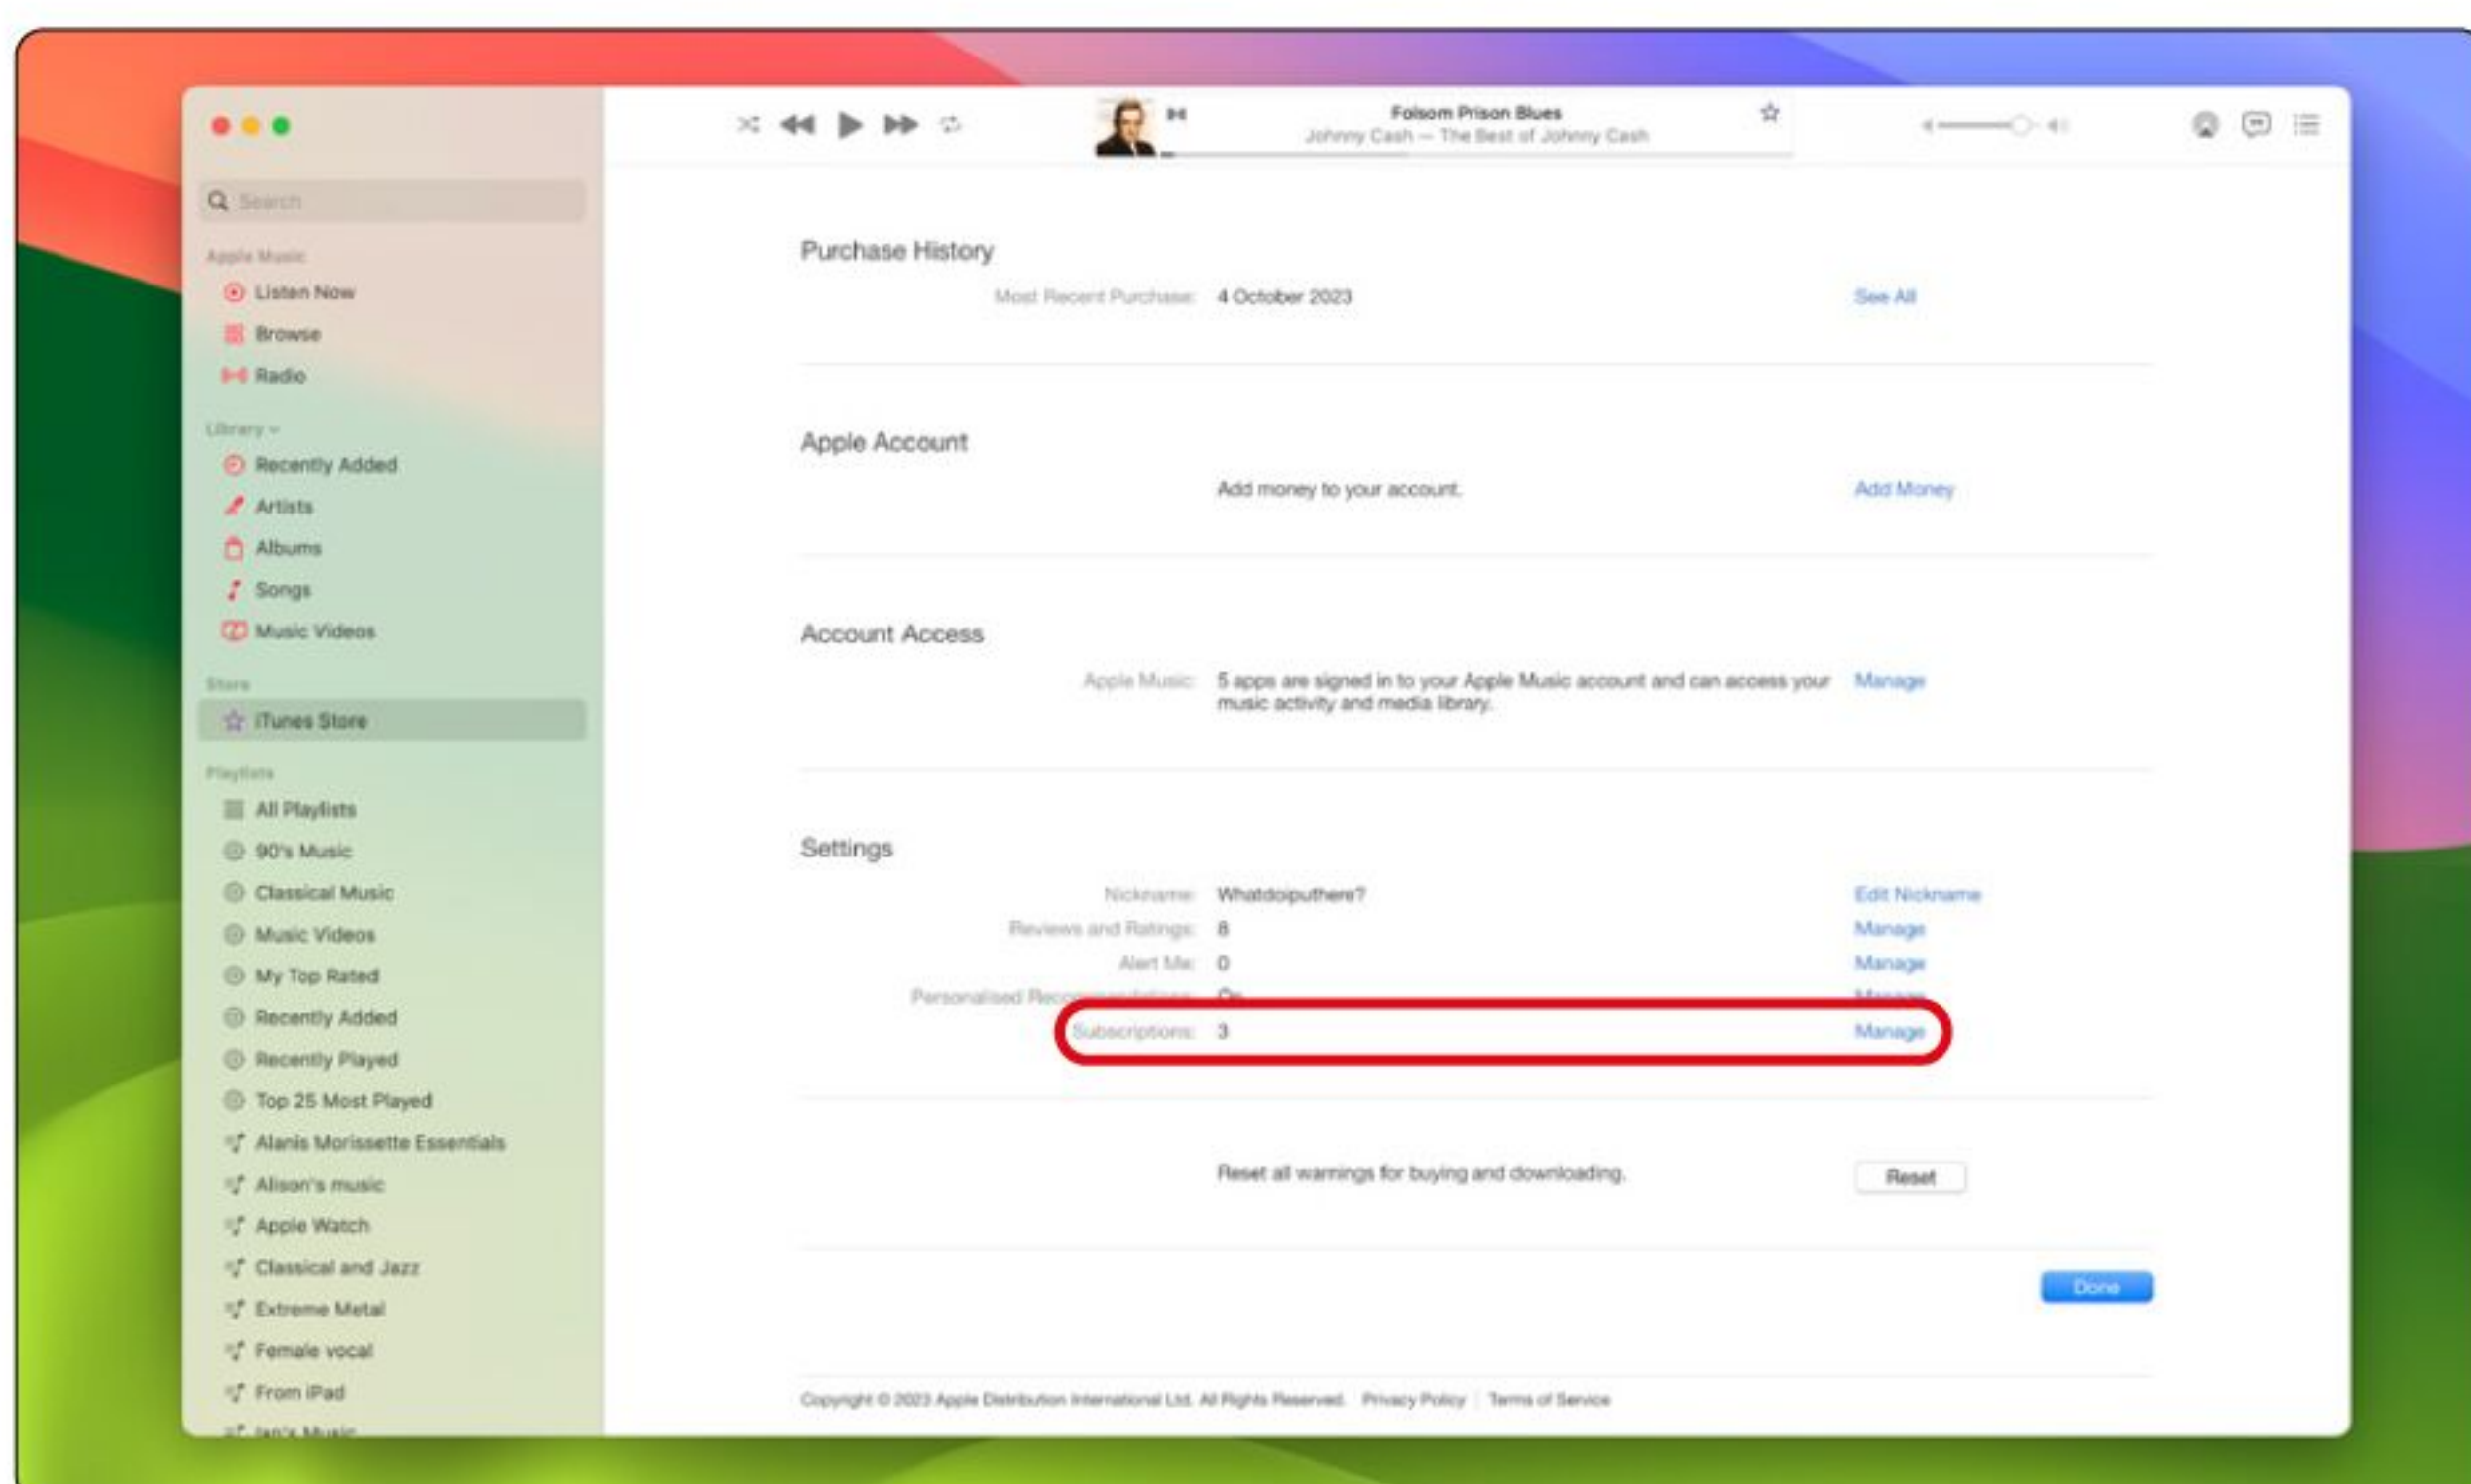 Folsom Prison Blues
Johnny Cash — The Best of Johnny Cash
Search
Apple Music
Listen Now
Browse
Radio
Library
Recently Added
Artists
Albums
Songs
Music Videos
Store
iTunes Store
Playlists
All Playlists
90's Music
Classical Music
Music Videos
My Top Rated
Recently Added
Recently Played
Top 25 Most Played
Alanis Morissette Essentials
Alison's music
Apple Watch
Classical and Jazz
Extreme Metal
Female vocal
From iPad
Ian's Music
Purchase History
Most Recent Purchase: 4 October 2023 See All
Apple Account
Add money to your account. Add Money
Account Access
Apple Music: 5 apps are signed in to your Apple Music account and can access your Manage
music activity and media library.
Settings
Nickname: Whatdoiputhere? Edit Nickname
Reviews and Ratings: 8 Manage
Alert Me: 0 Manage
Personalised Recommendations: On Manage
Subscriptions: 3 Manage
Reset all warnings for buying and downloading. Reset
Done
Copyright © 2023 Apple Distribution International Ltd. All Rights Reserved. Privacy Policy | Terms of Service